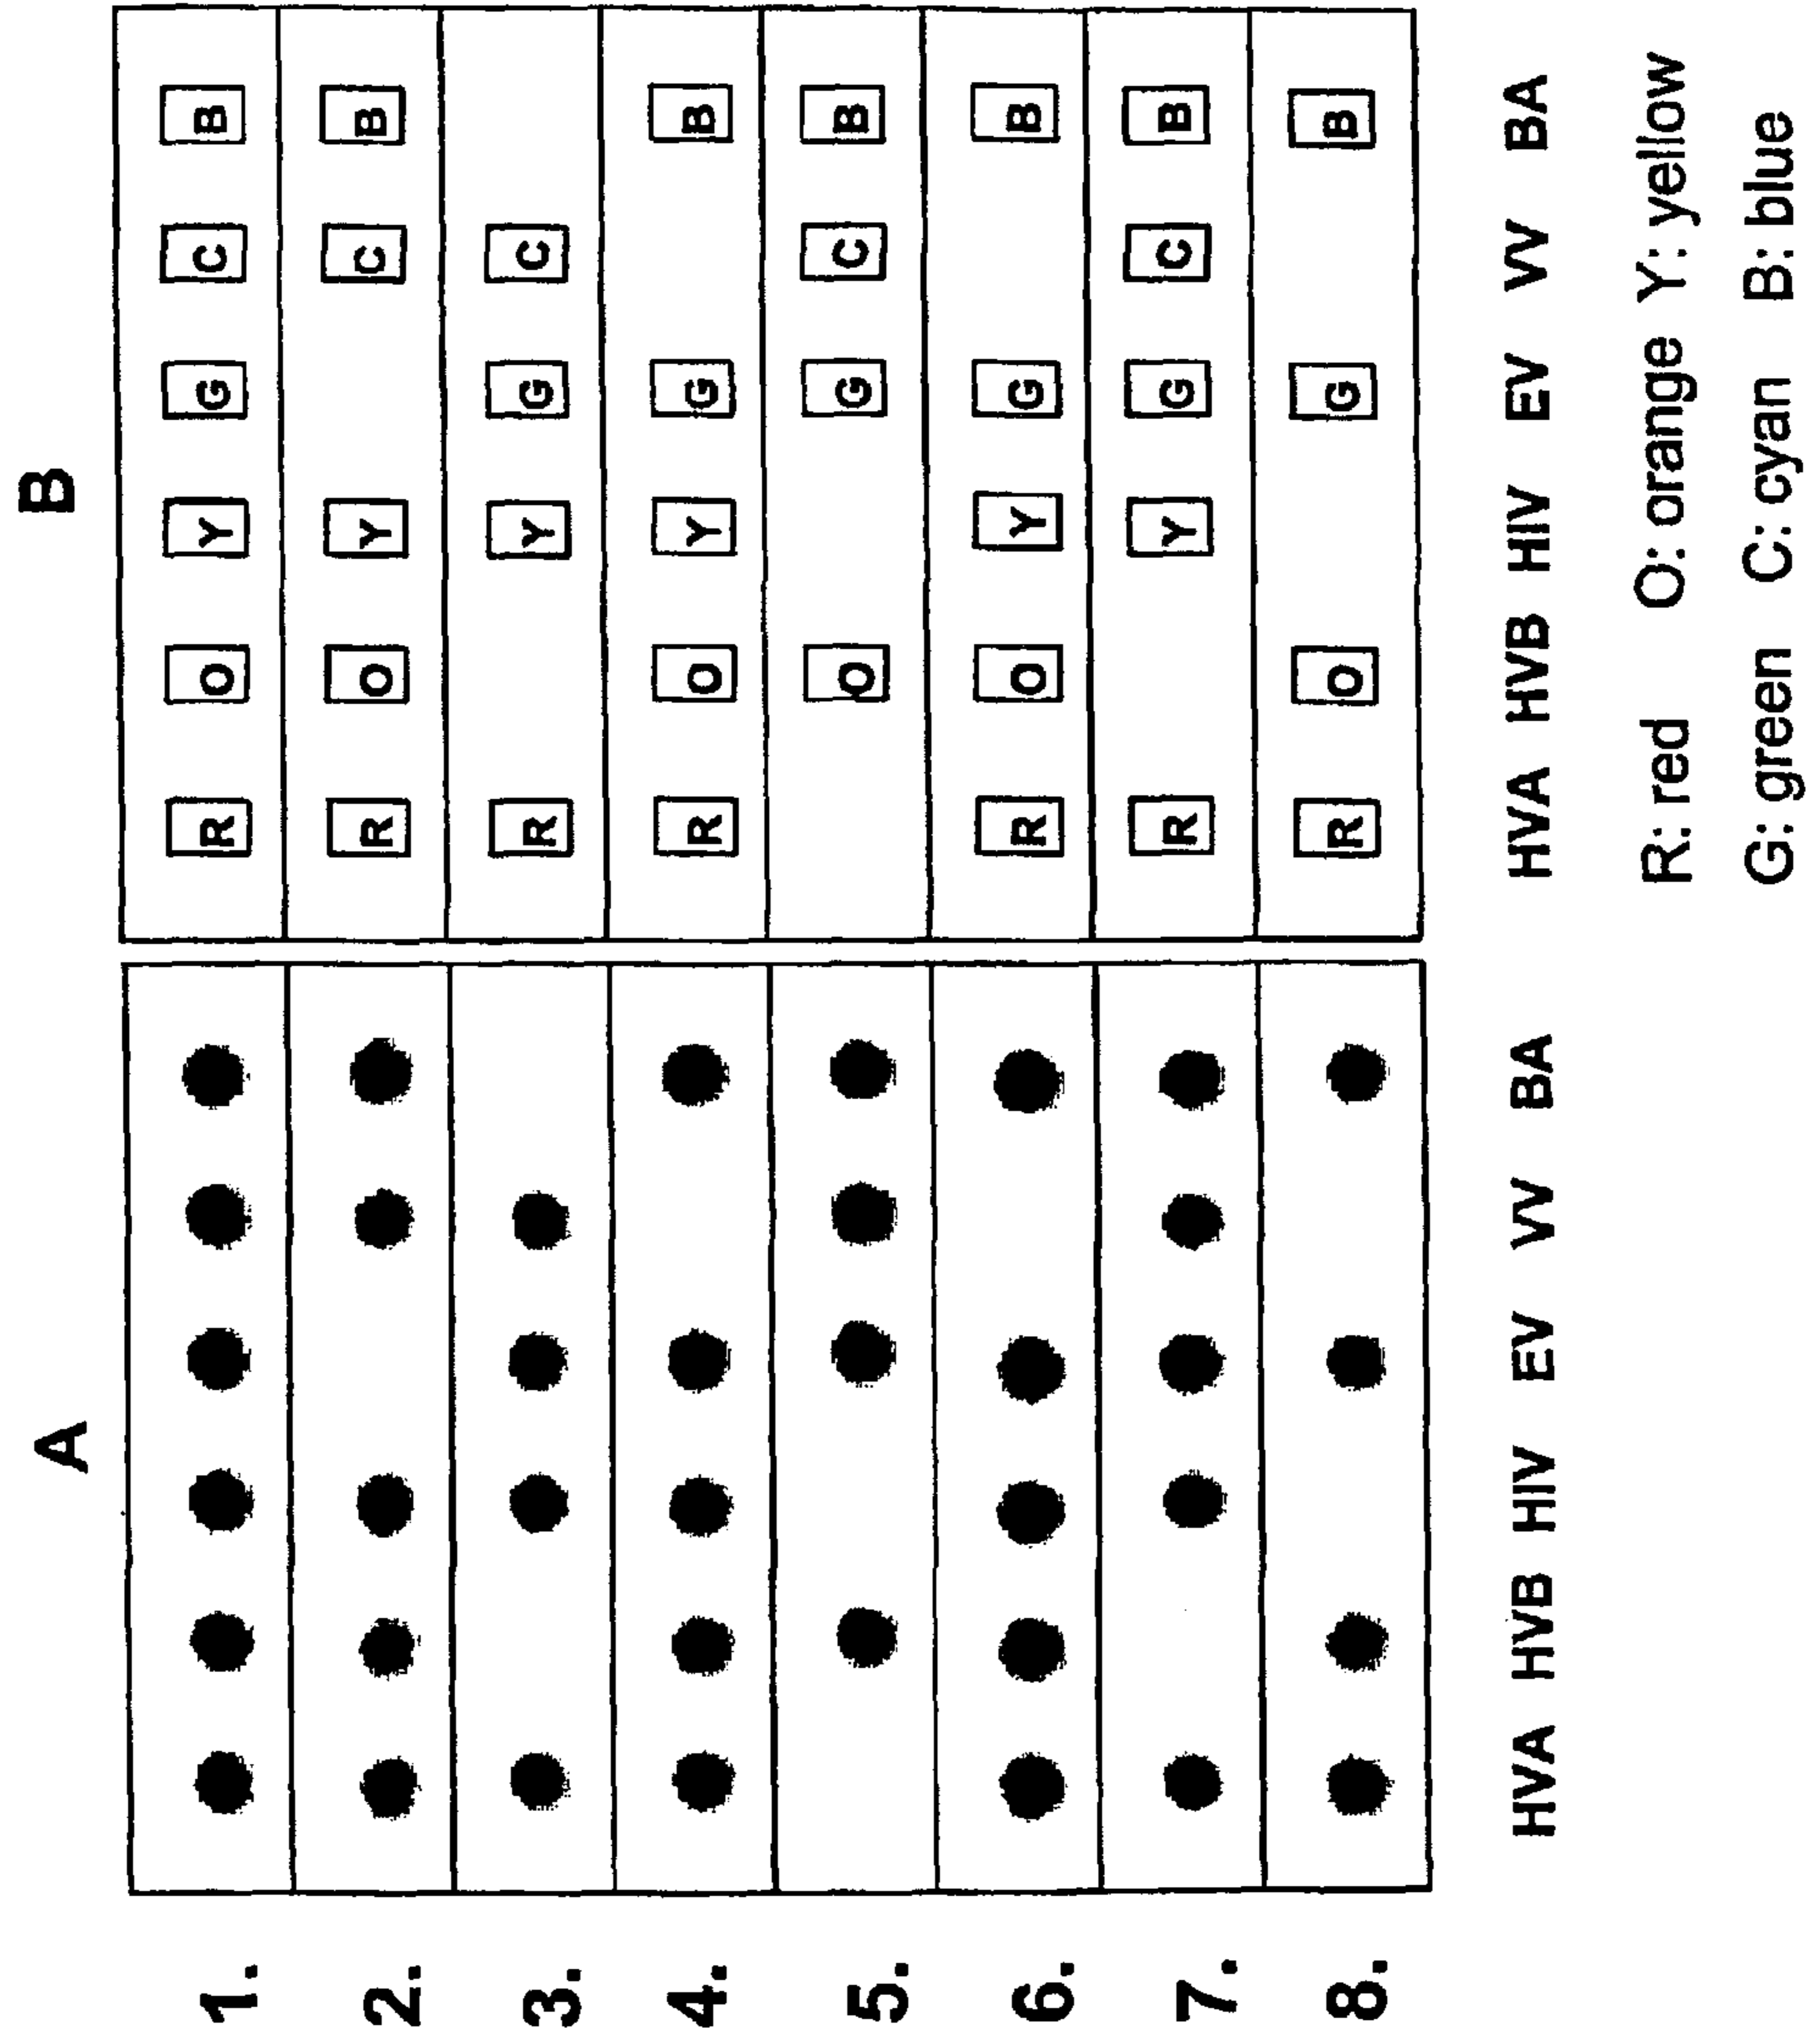 A B
1. R O Y G C B
2. R O Y C B
3. R Y G C
4. R O Y G B
5. O G C B
6. R O Y G B
7. R Y G C B
8. R O G B
HVA HVB HIV EV VV BA HVA HVB HIV EV VV BA
R: red O: orange Y: yellow
G: green C: cyan B: blue